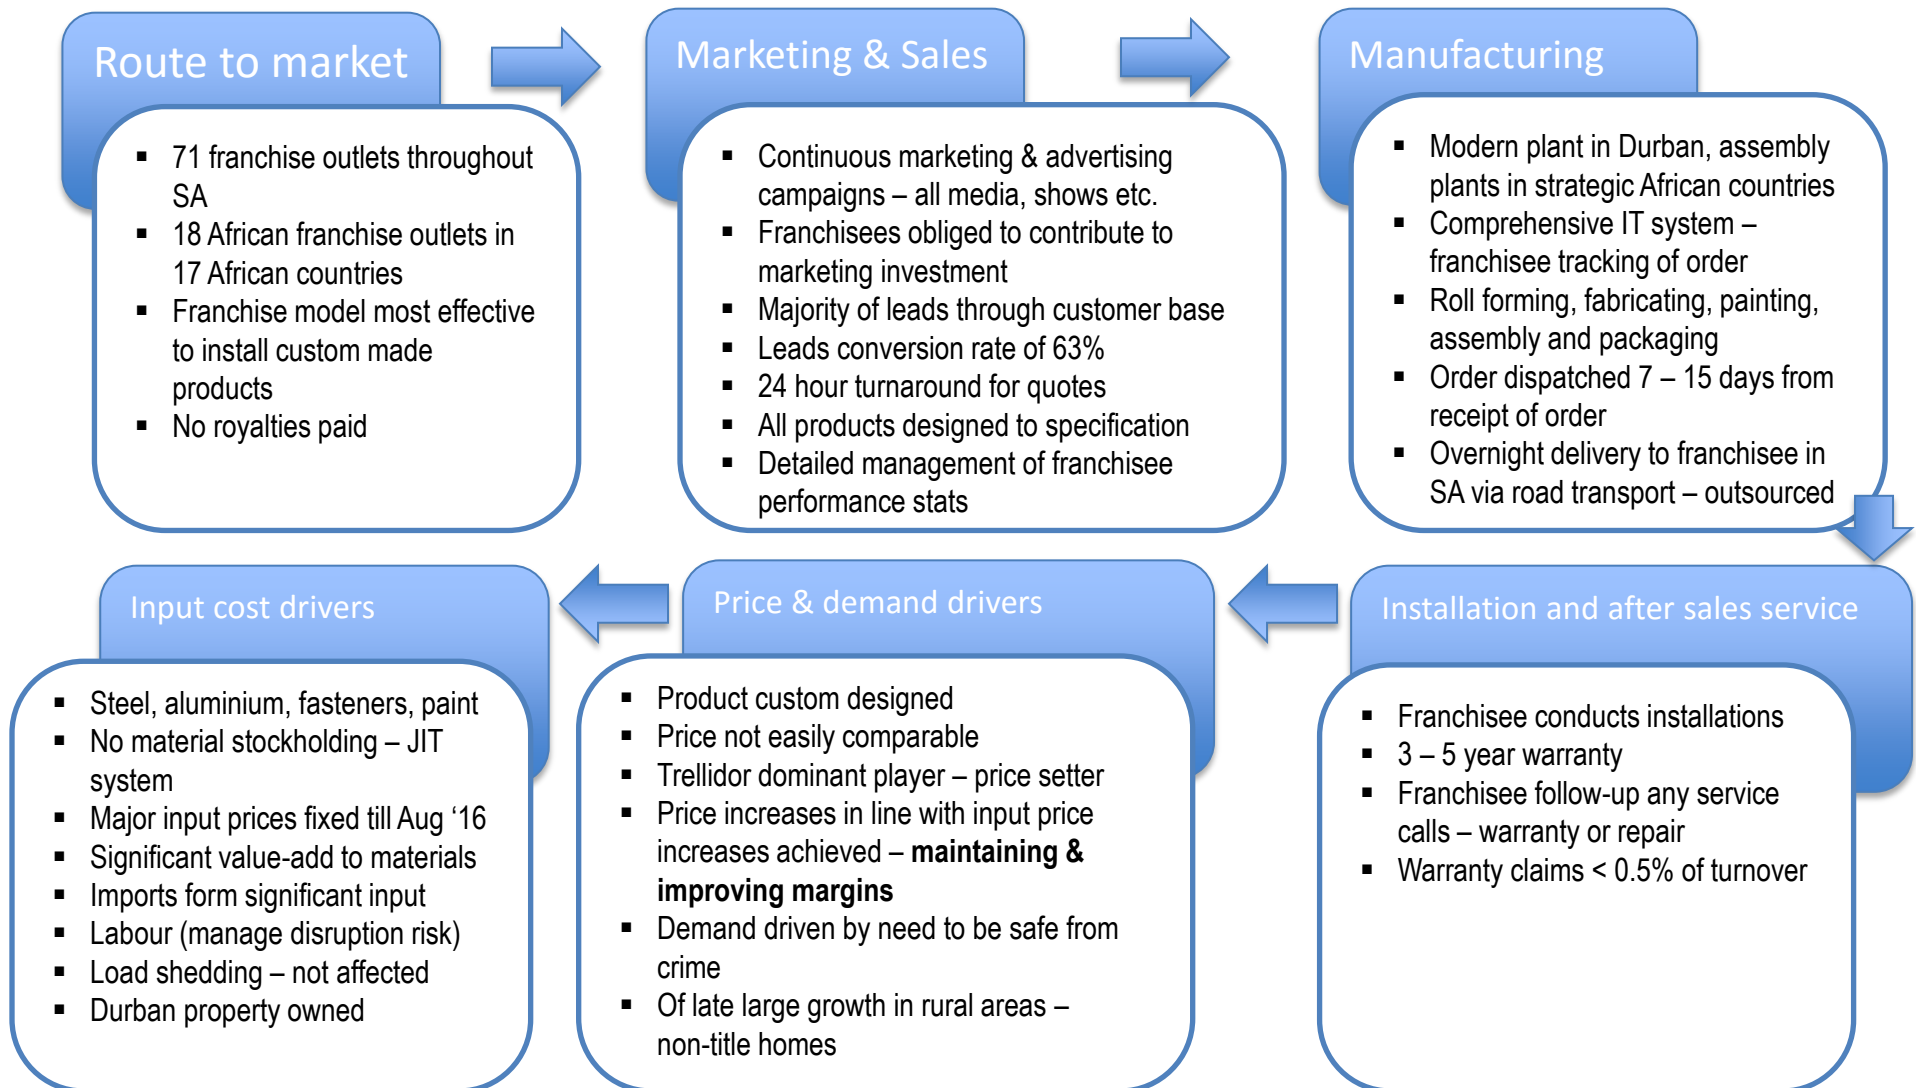 Route to market
▪ 71 franchise outlets throughout
SA
▪ 18 African franchise outlets in
17 African countries
▪ Franchise model most effective
to install custom made
products
▪ No royalties paid
Marketing & Sales
▪ Continuous marketing & advertising
campaigns – all media, shows etc.
▪ Franchisees obliged to contribute to
marketing investment
▪ Majority of leads through customer base
▪ Leads conversion rate of 63%
▪ 24 hour turnaround for quotes
▪ All products designed to specification
▪ Detailed management of franchisee
performance stats
Manufacturing
▪ Modern plant in Durban, assembly
plants in strategic African countries
▪ Comprehensive IT system –
franchisee tracking of order
▪ Roll forming, fabricating, painting,
assembly and packaging
▪ Order dispatched 7 – 15 days from
receipt of order
▪ Overnight delivery to franchisee in
SA via road transport – outsourced
Installation and after sales service
▪ Franchisee conducts installations
▪ 3 – 5 year warranty
▪ Franchisee follow-up any service
calls – warranty or repair
▪ Warranty claims < 0.5% of turnover
Price & demand drivers
▪ Product custom designed
▪ Price not easily comparable
▪ Trellidor dominant player – price setter
▪ Price increases in line with input price
increases achieved – maintaining &
improving margins
▪ Demand driven by need to be safe from
crime
▪ Of late large growth in rural areas –
non-title homes
Input cost drivers
▪ Steel, aluminium, fasteners, paint
▪ No material stockholding – JIT
system
▪ Major input prices fixed till Aug ‘16
▪ Significant value-add to materials
▪ Imports form significant input
▪ Labour (manage disruption risk)
▪ Load shedding – not affected
▪ Durban property owned